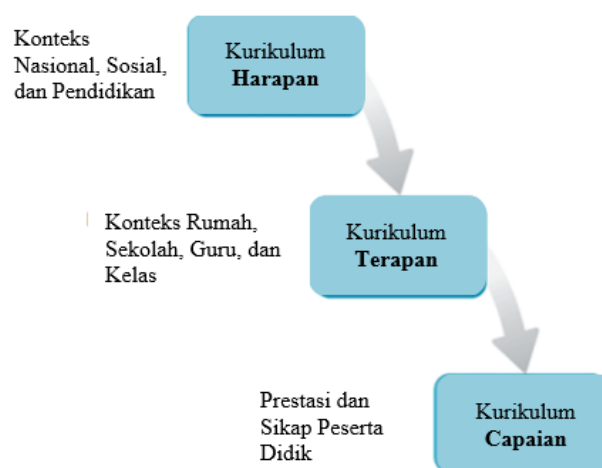 Konteks
Nasional, Sosial,
dan Pendidikan
Kurikulum
Harapan
Konteks Rumah,
Sekolah, Guru, dan
Kelas
Kurikulum
Terapan
Prestasi dan
Sikap Peserta
Didik
Kurikulum
Capaian